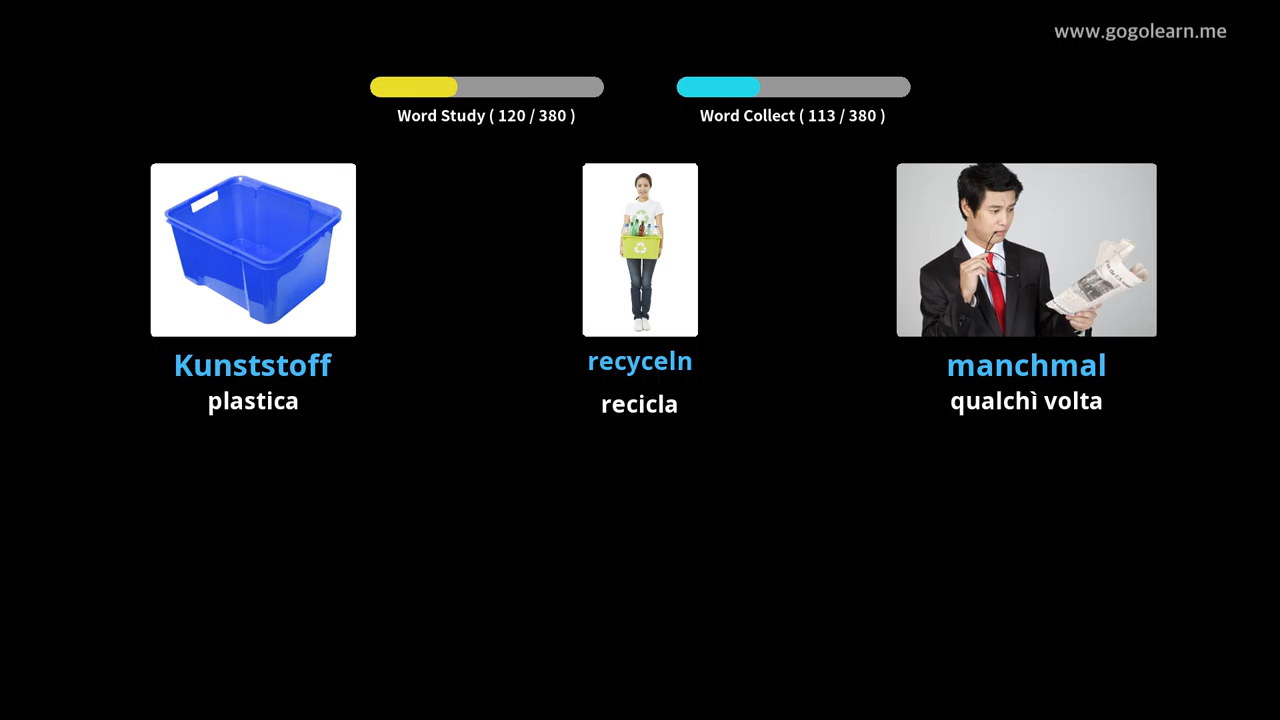 www.gogolearn.me
Word Study ( 120 / 380 )
Word Collect ( 113 / 380 )
Kunststoff
recyceln
manchmal
plastica
recicla
qualchì volta